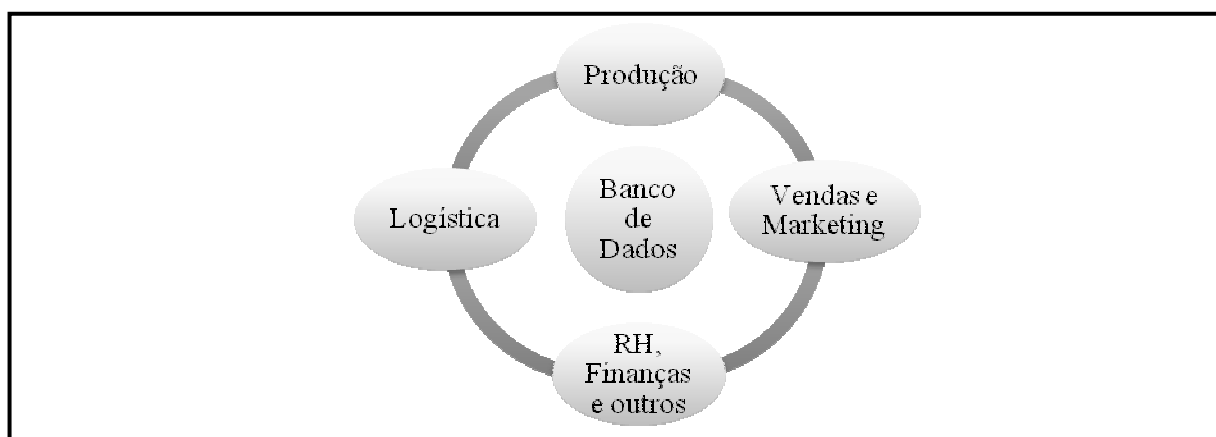 Produção
Logística
Banco
de
Dados
Vendas e
Marketing
RH,
Finanças
e outros